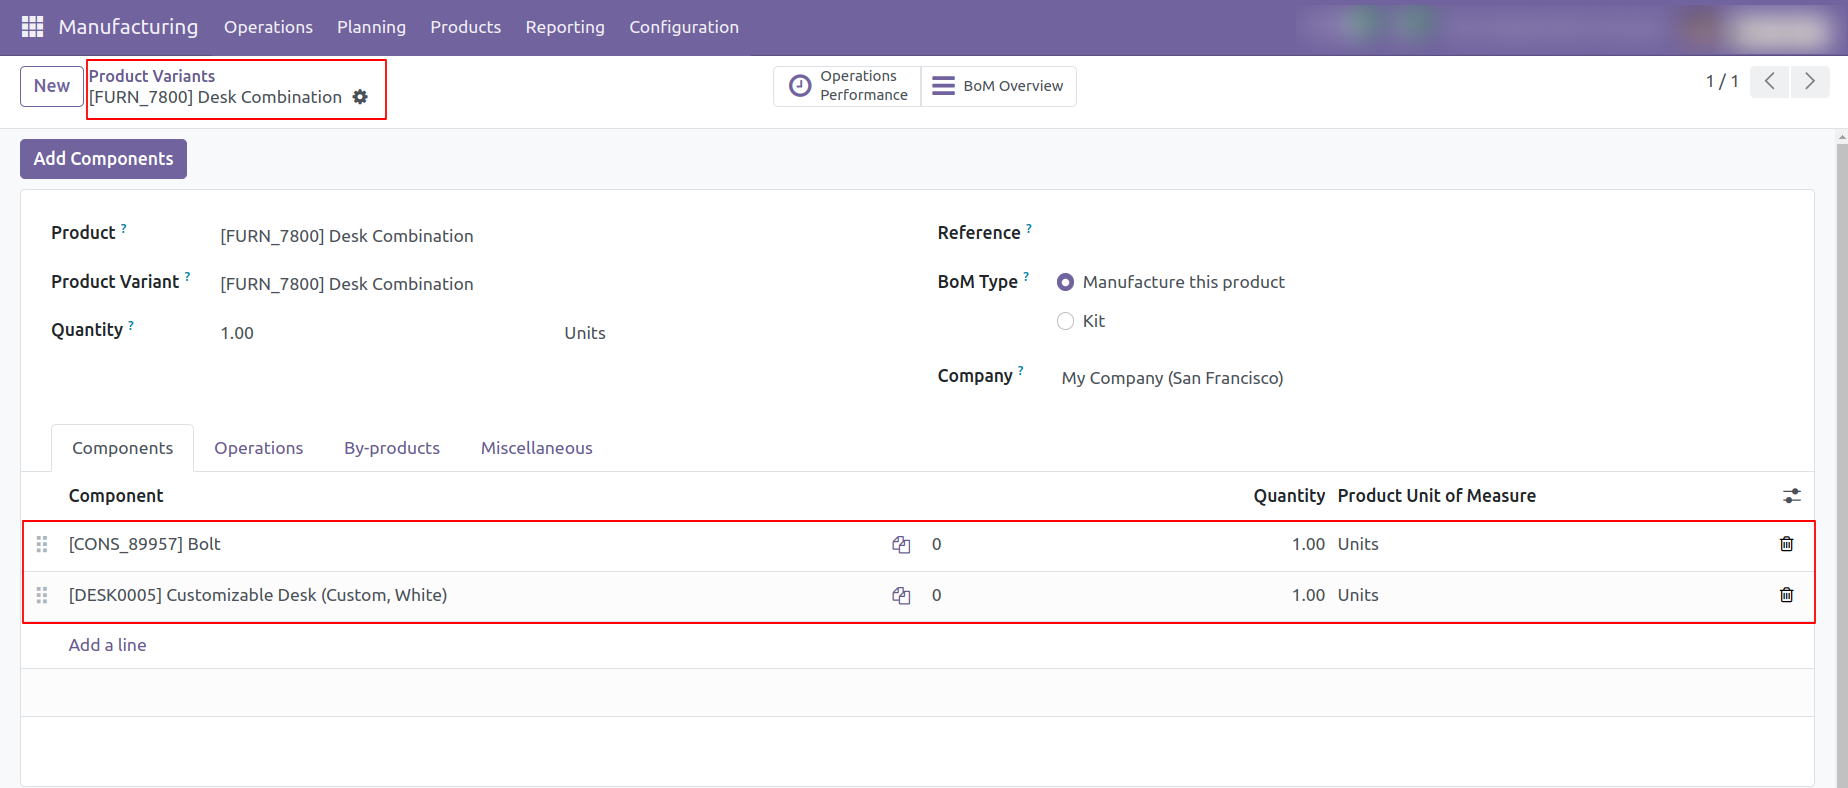 Manufacturing Operations Planning Products Reporting Configuration
New
Product Variants
[FURN_7800] Desk Combination
Operations
Performance
BoM Overview
1 / 1
Add Components
Product ? [FURN_7800] Desk Combination
Product Variant ? [FURN_7800] Desk Combination
Quantity ? 1.00 Units
Reference ?
BoM Type ? Manufacture this product
Kit
Company ? My Company (San Francisco)
Components Operations By-products Miscellaneous
Component Quantity Product Unit of Measure
[CONS_89957] Bolt 0 1.00 Units
[DESK0005] Customizable Desk (Custom, White) 0 1.00 Units
Add a line